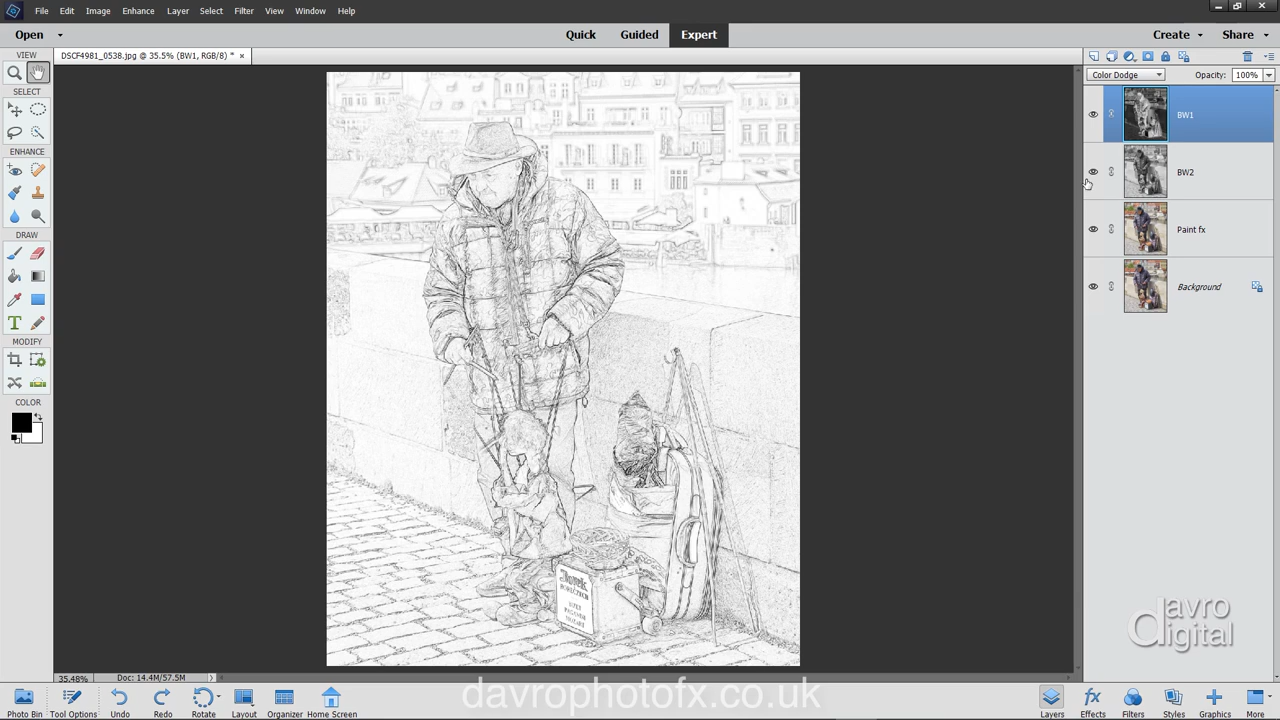 File Edit Image Enhance Layer Select Filter View Window Help
Open Quick Guided Expert Create Share
VIEW DSCF4981_0538.jpg @ 35.5% (BW1, RGB/8) * ×
Color Dodge Opacity: 100%
SELECT
BW1
ENHANCE
BW2
DRAW
Paint fx
Background
MODIFY
COLOR
davro
digital
35.48% Doc: 14.4M/57.5M
davrophotofx.co.uk
Photo Bin Tool Options Undo Redo Rotate Layout Organizer Home Screen Layers Effects Filters Styles Graphics More